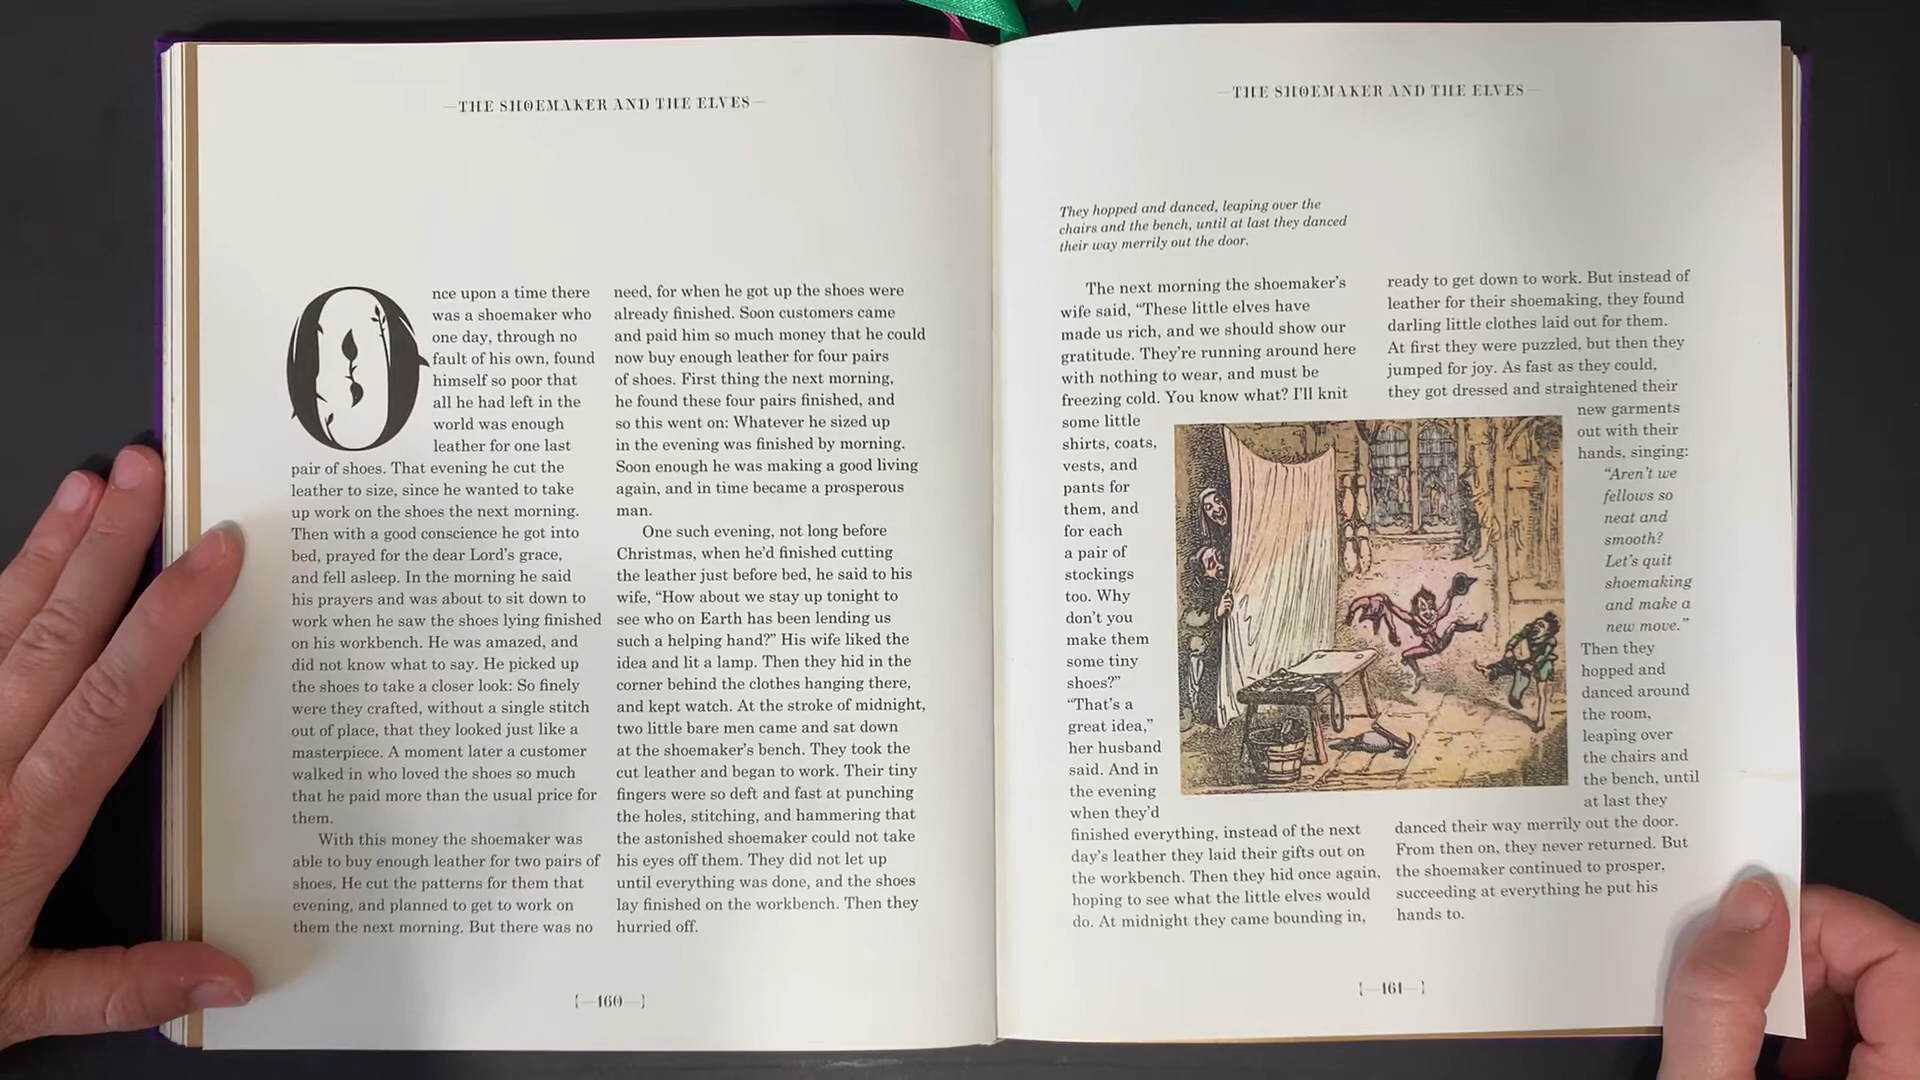 —THE SHOEMAKER AND THE ELVES—
Once upon a time there
was a shoemaker who
one day, through no
fault of his own, found
himself so poor that
all he had left in the
world was enough
leather for one last
pair of shoes. That evening he cut the
leather to size, since he wanted to take
up work on the shoes the next morning.
Then with a good conscience he got into
bed, prayed for the dear Lord's grace,
and fell asleep. In the morning he said
his prayers and was about to sit down to
work when he saw the shoes lying finished
on his workbench. He was amazed, and
did not know what to say. He picked up
the shoes to take a closer look: So finely
were they crafted, without a single stitch
out of place, that they looked just like a
masterpiece. A moment later a customer
walked in who loved the shoes so much
that he paid more than the usual price for
them.
With this money the shoemaker was
able to buy enough leather for two pairs of
shoes. He cut the patterns for them that
evening, and planned to get to work on
them the next morning. But there was no
need, for when he got up the shoes were
already finished. Soon customers came
and paid him so much money that he could
now buy enough leather for four pairs
of shoes. First thing the next morning,
he found these four pairs finished, and
so this went on: Whatever he sized up
in the evening was finished by morning.
Soon enough he was making a good living
again, and in time became a prosperous
man.
One such evening, not long before
Christmas, when he'd finished cutting
the leather just before bed, he said to his
wife, “How about we stay up tonight to
see who on Earth has been lending us
such a helping hand?” His wife liked the
idea and lit a lamp. Then they hid in the
corner behind the clothes hanging there,
and kept watch. At the stroke of midnight,
two little bare men came and sat down
at the shoemaker's bench. They took the
cut leather and began to work. Their tiny
fingers were so deft and fast at punching
the holes, stitching, and hammering that
the astonished shoemaker could not take
his eyes off them. They did not let up
until everything was done, and the shoes
lay finished on the workbench. Then they
hurried off.
{—160—}
—THE SHOEMAKER AND THE ELVES—
They hopped and danced, leaping over the
chairs and the bench, until at last they danced
their way merrily out the door.
The next morning the shoemaker's
wife said, “These little elves have
made us rich, and we should show our
gratitude. They're running around here
with nothing to wear, and must be
freezing cold. You know what? I'll knit
some little
shirts, coats,
vests, and
pants for
them, and
for each
a pair of
stockings
too. Why
don't you
make them
some tiny
shoes?”
“That's a
great idea,”
her husband
said. And in
the evening
when they'd
finished everything, instead of the next
day's leather they laid their gifts out on
the workbench. Then they hid once again,
hoping to see what the little elves would
do. At midnight they came bounding in,
ready to get down to work. But instead of
leather for their shoemaking, they found
darling little clothes laid out for them.
At first they were puzzled, but then they
jumped for joy. As fast as they could,
they got dressed and straightened their
new garments
out with their
hands, singing:
“Aren't we
fellows so
neat and
smooth?
Let's quit
shoemaking
and make a
new move.”
Then they
hopped and
danced around
the room,
leaping over
the chairs and
the bench, until
at last they
danced their way merrily out the door.
From then on, they never returned. But
the shoemaker continued to prosper,
succeeding at everything he put his
hands to.
{—161—}